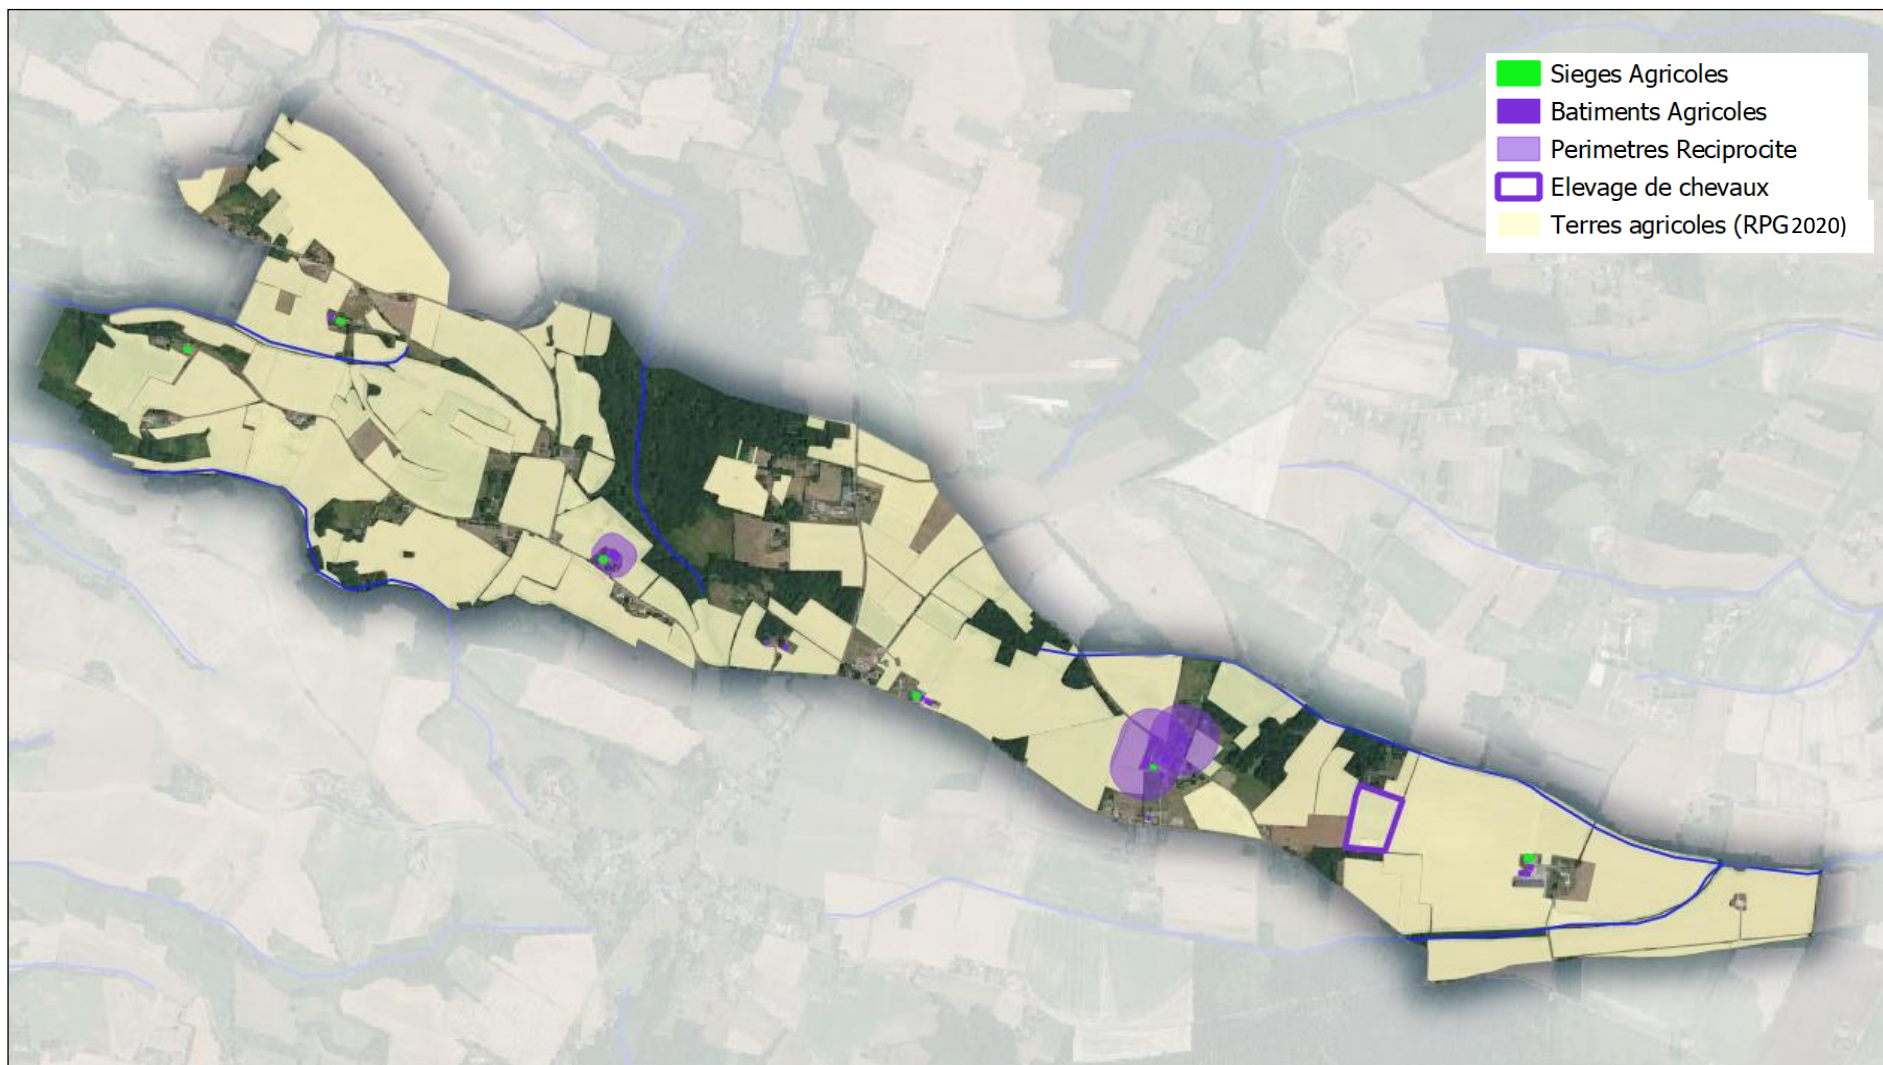 Sieges Agricoles
Batiments Agricoles
Perimetres Reciprocite
Elevage de chevaux
Terres agricoles (RPG2020)